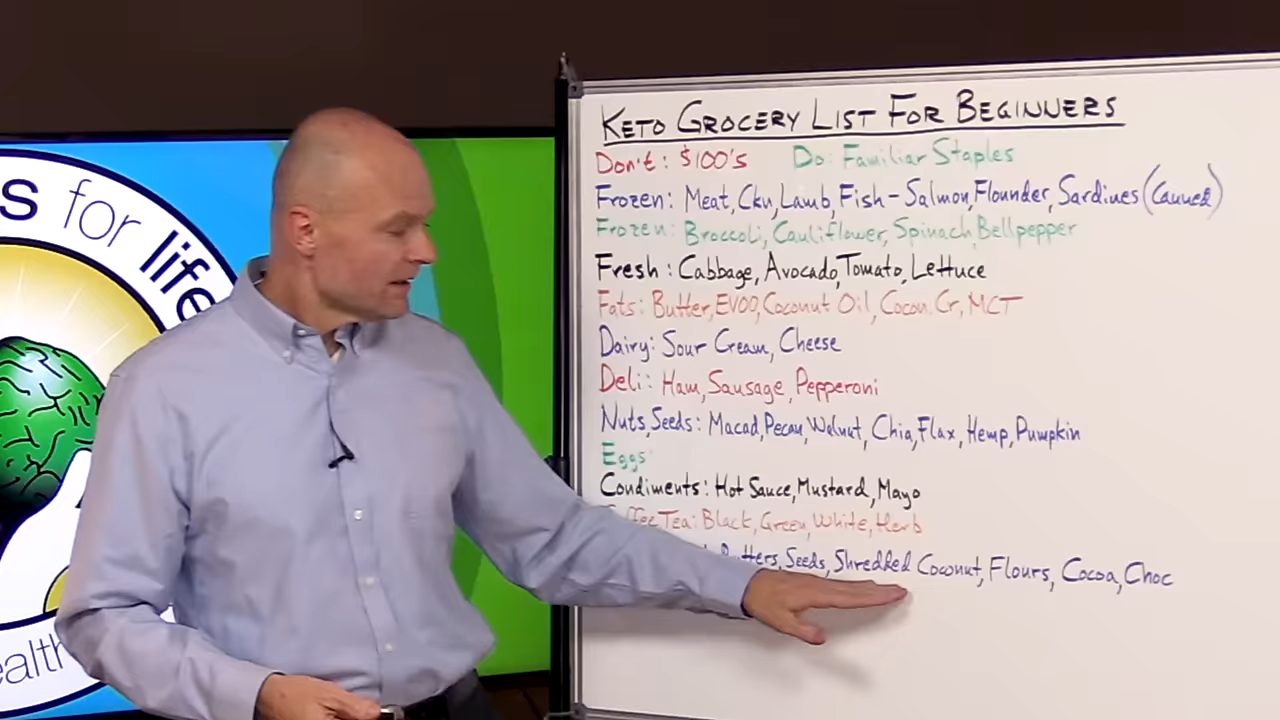 KETO GROCERY LIST FOR BEGINNERS
Don't: $100's Do: Familiar Staples
Frozen: Meat, Ckn, Lamb, Fish - Salmon, Flounder, Sardines (Canned)
Frozen: Broccoli, Cauliflower, Spinach, Bellpepper
Fresh: Cabbage, Avocado, Tomato, Lettuce
Fats: Butter, EVOO, Coconut Oil, Cocon. Cr, MCT
Dairy: Sour Cream, Cheese
Deli: Ham, Sausage, Pepperoni
Nuts, Seeds: Macad, Pecan, Walnut, Chia, Flax, Hemp, Pumpkin
Eggs
Condiments: Hot Sauce, Mustard, Mayo
Tea: Black, Green, White, Herb
Seeds, Shredded Coconut, Flours, Cocoa, Choc
s for life